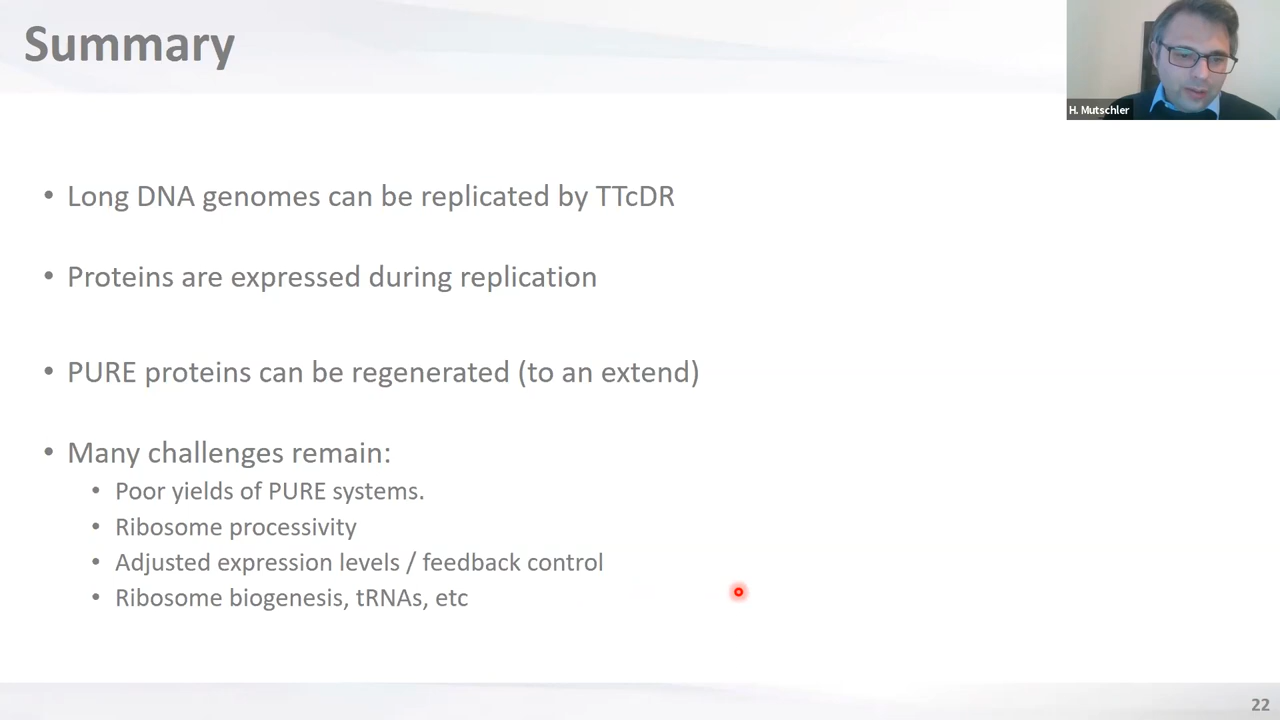 Summary
H. Mutschler
• Long DNA genomes can be replicated by TTcDR
• Proteins are expressed during replication
• PURE proteins can be regenerated (to an extend)
• Many challenges remain:
• Poor yields of PURE systems.
• Ribosome processivity
• Adjusted expression levels / feedback control
• Ribosome biogenesis, tRNAs, etc
22